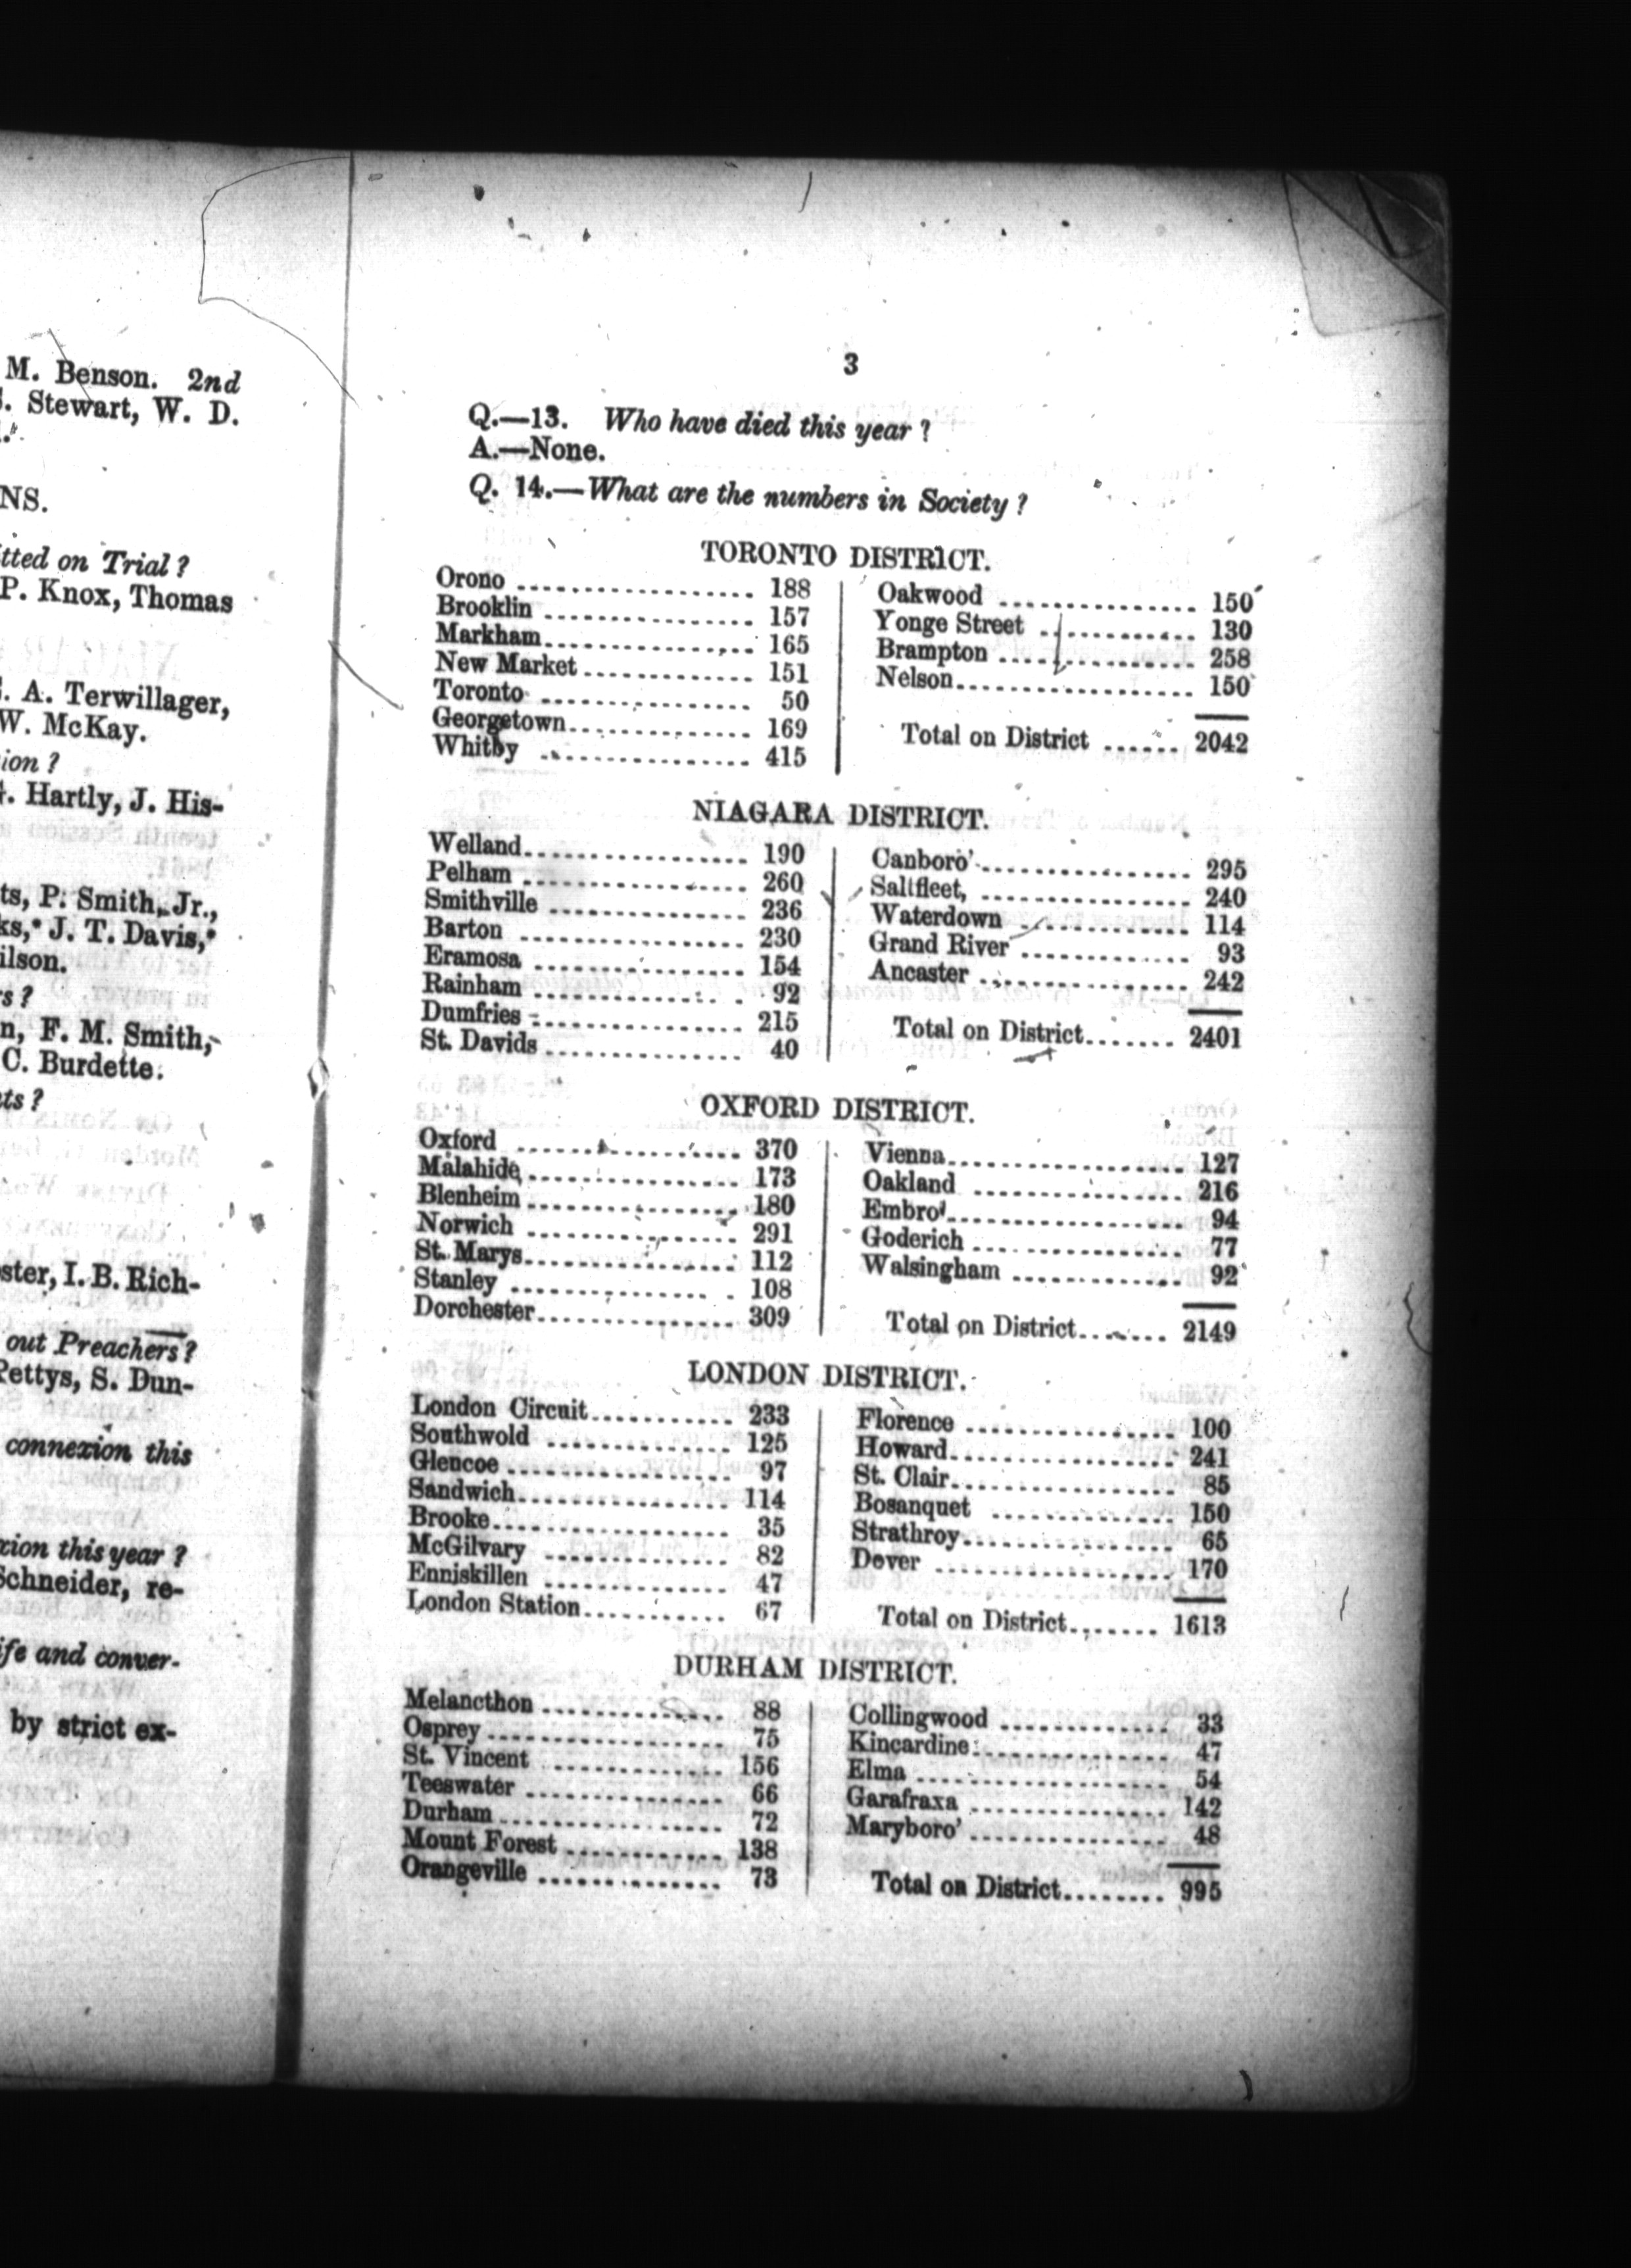 M. Benson. 2nd
S. Stewart, W. D.
NS.
itted on Trial ?
P. Knox, Thomas
A. Terwillager,
W. McKay.
ion ?
Hartly, J. His-
ts, P. Smith, Jr.,
ks,* J. T. Davis,*
ilson.
s ?
n, F. M. Smith,
C. Burdette.
ts ?
ster, I. B. Rich-
out Preachers ?
Pettys, S. Dun-
connexion this
xion this year ?
Schneider, re-
ife and conver-
by strict ex-
3
Q.—13. Who have died this year ?
A.—None.
Q. 14.—What are the numbers in Society ?
TORONTO DISTRICT.
Orono .................. 188
Brooklin ............... 157
Markham................ 165
New Market ............ 151
Toronto ................ 50
Georgetown............. 169
Whitby ................ 415
Oakwood ............... 150
Yonge Street ........... 130
Brampton .............. 258
Nelson.................. 150
Total on District ...... 2042
NIAGARA DISTRICT.
Welland................. 190
Pelham ................. 260
Smithville .............. 236
Barton ................. 230
Eramosa ............... 154
Rainham ............... 92
Dumfries ............... 215
St. Davids .............. 40
Canboro' ............... 295
Saltfleet, ............... 240
Waterdown ............ 114
Grand River ............ 93
Ancaster ............... 242
Total on District....... 2401
OXFORD DISTRICT.
Oxford ................. 370
Malahide ............... 173
Blenheim ............... 180
Norwich ............... 291
St. Marys............... 112
Stanley ................ 108
Dorchester.............. 309
Vienna.................. 127
Oakland ................ 216
Embro'.................. 94
Goderich ............... 77
Walsingham ............ 92
Total on District....... 2149
LONDON DISTRICT.
London Circuit........... 233
Southwold .............. 125
Glencoe ................ 97
Sandwich............... 114
Brooke.................. 35
McGilvary .............. 82
Enniskillen ............. 47
London Station.......... 67
Florence ................ 100
Howard................. 241
St. Clair................. 85
Bosanquet .............. 150
Strathroy................ 65
Dover .................. 170
Total on District....... 1613
DURHAM DISTRICT.
Melancthon ............. 88
Osprey .................. 75
St. Vincent .............. 156
Teeswater ............... 66
Durham ................. 72
Mount Forest ............ 138
Orangeville .............. 73
Collingwood ............. 33
Kincardine............... 47
Elma ................... 54
Garafraxa ............... 142
Maryboro' ............... 48
Total on District........ 995